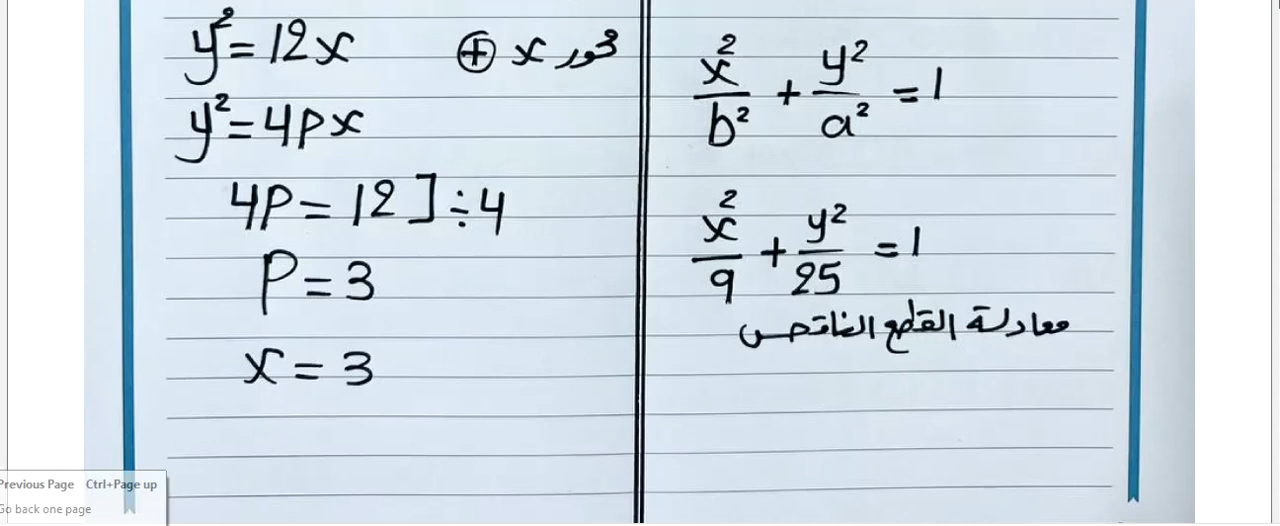 y² = 12x ⊕ x محور
y² = 4px
4p = 12 ] ÷ 4
p = 3
x = 3
x²/b² + y²/a² = 1
x²/9 + y²/25 = 1
معادلة القطع الناقص
Previous Page Ctrl+Page up
Go back one page